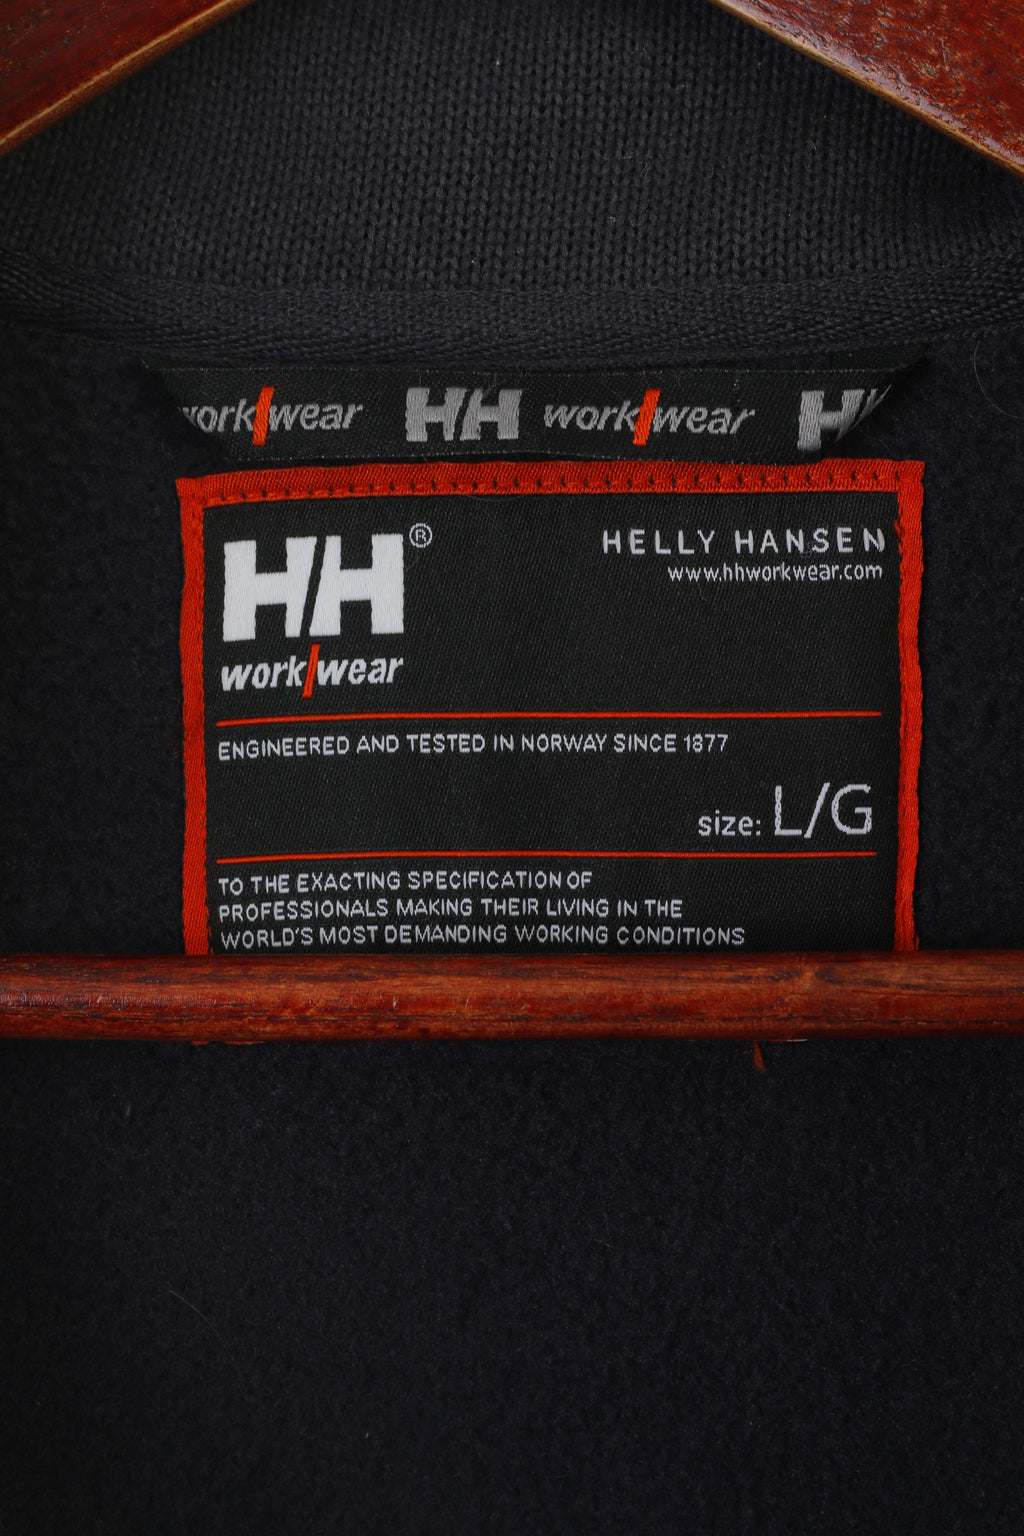 work/wear HH work/wear HH
HH®
HELLY HANSEN
www.hhworkwear.com
work/wear
ENGINEERED AND TESTED IN NORWAY SINCE 1877
size: L/G
TO THE EXACTING SPECIFICATION OF
PROFESSIONALS MAKING THEIR LIVING IN THE
WORLD'S MOST DEMANDING WORKING CONDITIONS